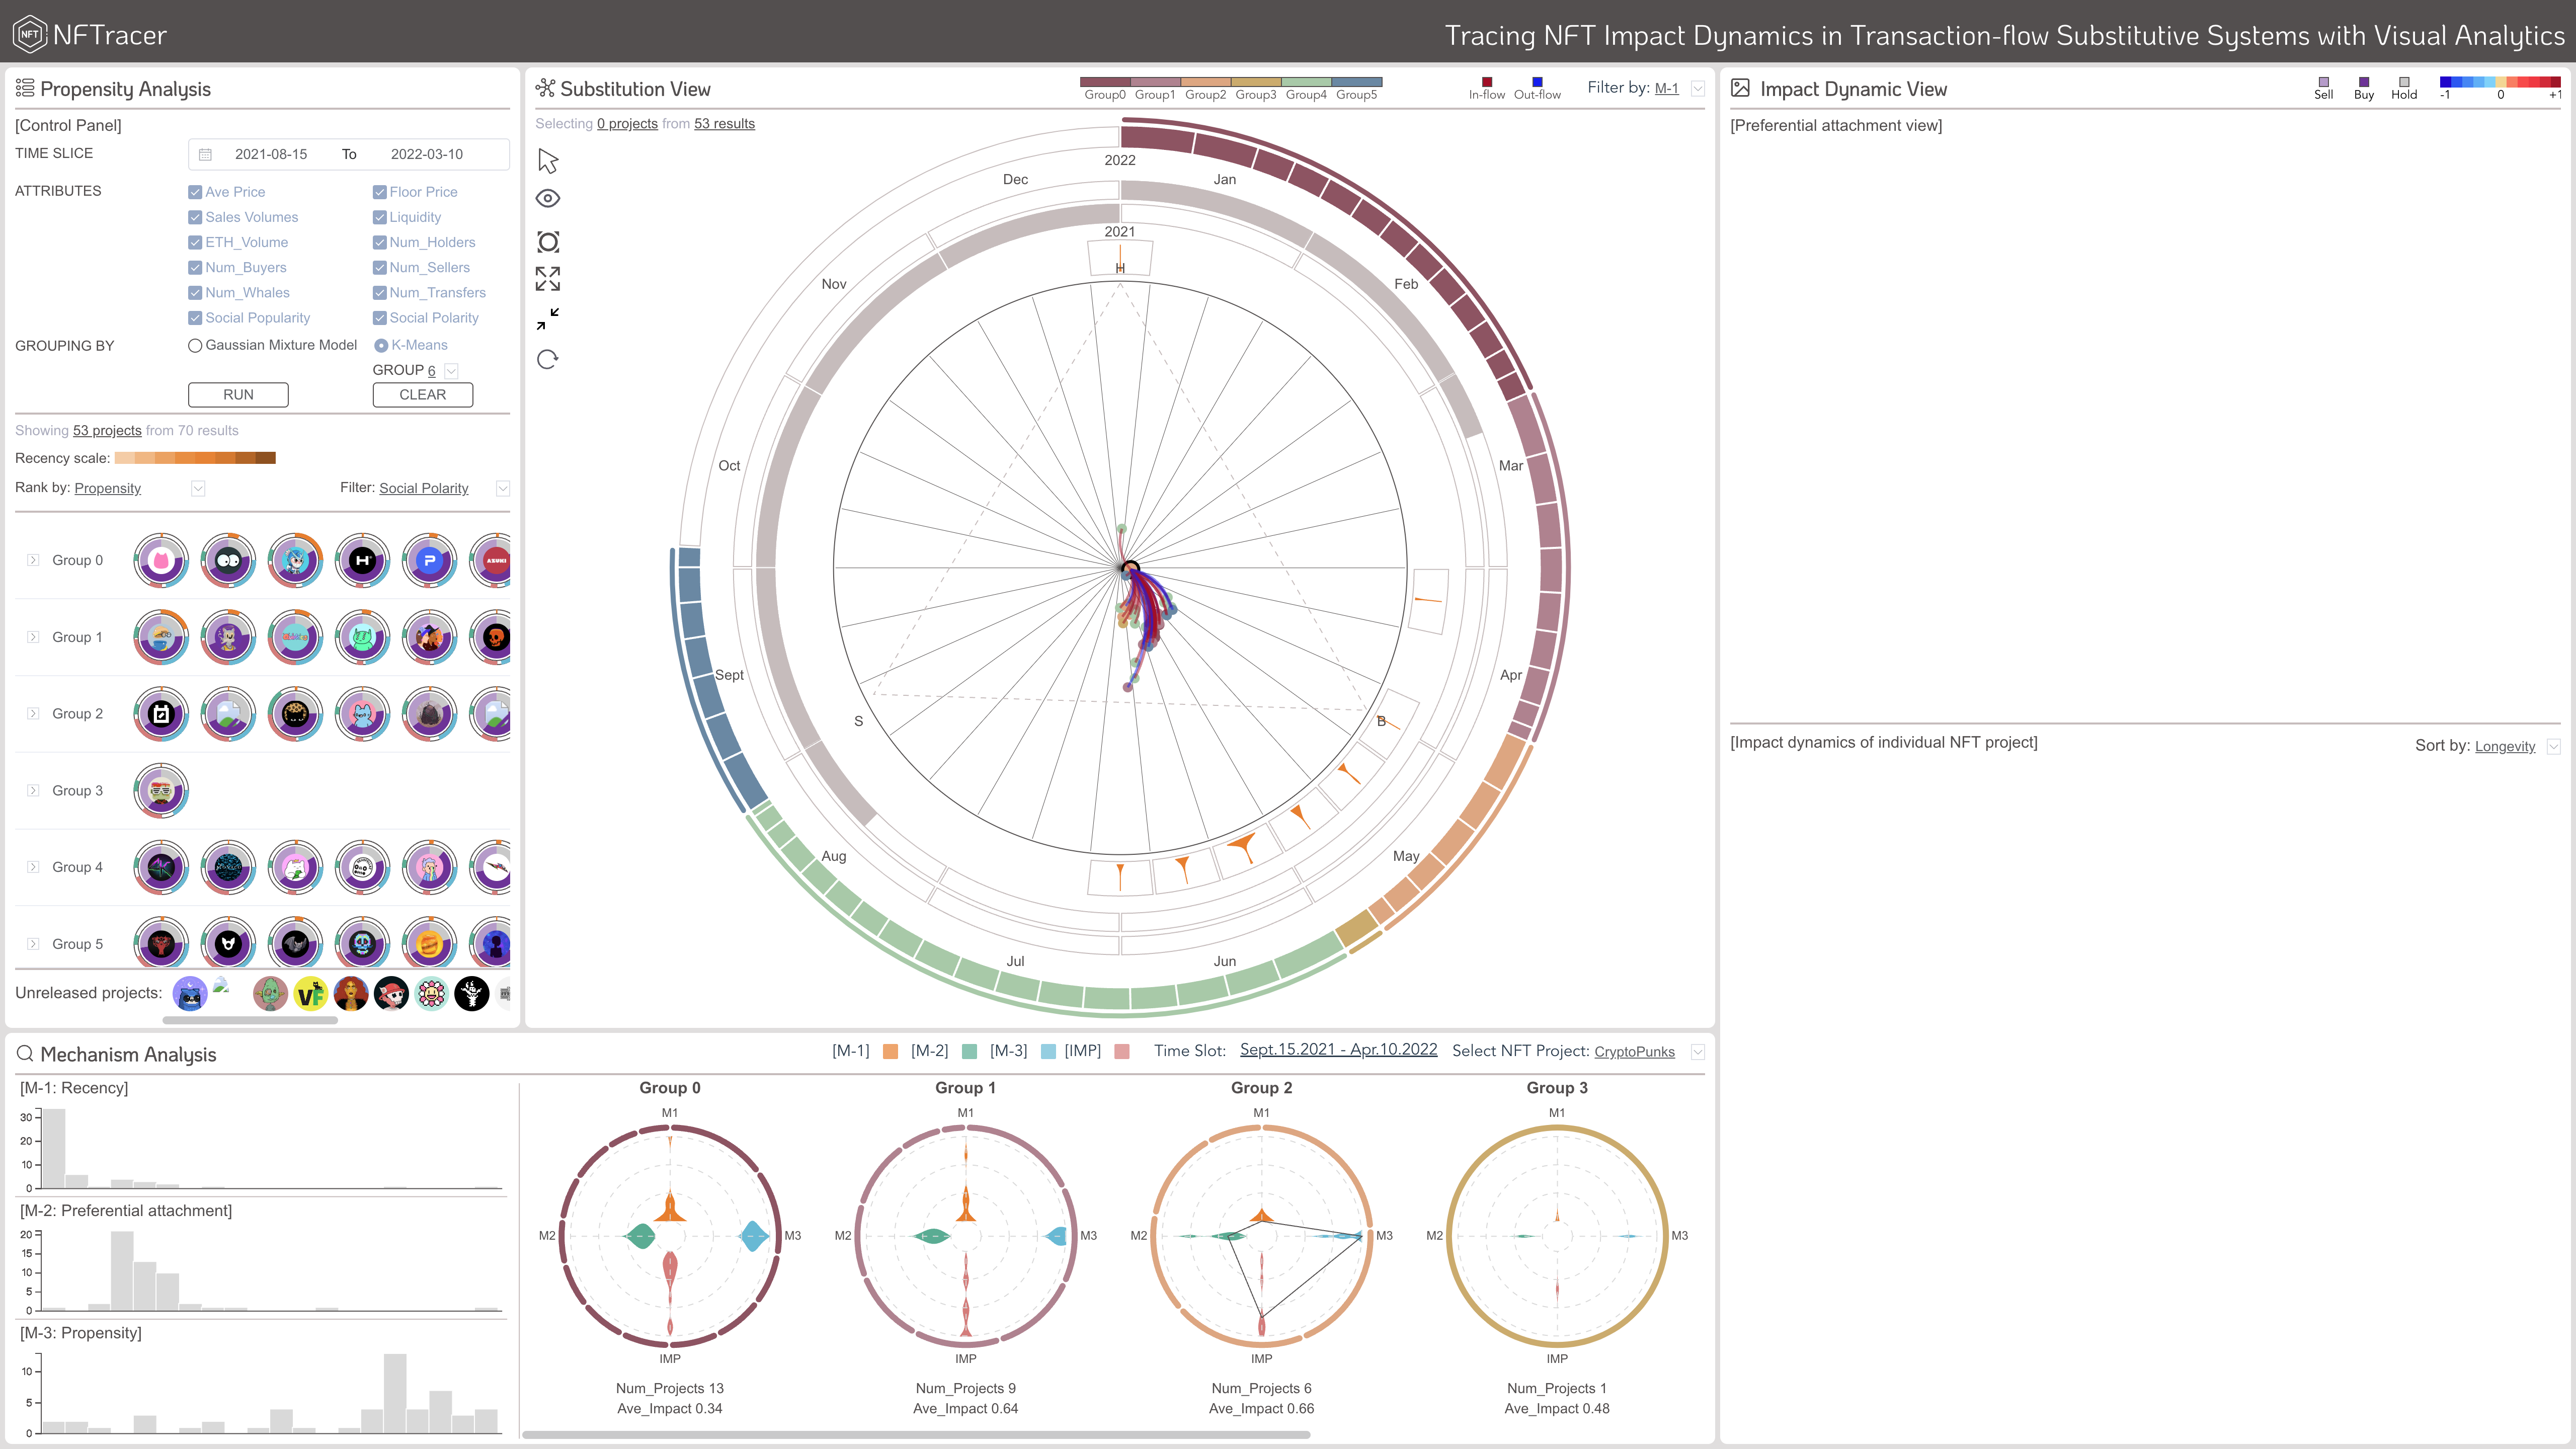 NFT NFTracer
Tracing NFT Impact Dynamics in Transaction-flow Substitutive Systems with Visual Analytics
Propensity Analysis
[Control Panel]
TIME SLICE 2021-08-15 To 2022-03-10
ATTRIBUTES Ave Price Floor Price
Sales Volumes Liquidity
ETH_Volume Num_Holders
Num_Buyers Num_Sellers
Num_Whales Num_Transfers
Social Popularity Social Polarity
GROUPING BY Gaussian Mixture Model K-Means
GROUP 6
RUN CLEAR
Showing 53 projects from 70 results
Recency scale:
Rank by: Propensity Filter: Social Polarity
Group 0
H
P
AZUKI
Group 1
Group 2
Group 3
Group 4
Group 5
Unreleased projects:
VF
Substitution View
Group0 Group1 Group2 Group3 Group4 Group5
In-flow Out-flow
Filter by: M-1
Selecting 0 projects from 53 results
2022
Dec Jan
2021
H
Nov Feb
Oct Mar
Sept Apr
S B
Aug May
Jul Jun
Impact Dynamic View
Sell Buy Hold -1 0 +1
[Preferential attachment view]
[Impact dynamics of individual NFT project] Sort by: Longevity
Mechanism Analysis
[M-1] [M-2] [M-3] [IMP] Time Slot: Sept.15.2021 - Apr.10.2022 Select NFT Project: CryptoPunks
[M-1: Recency]
30
20
10
0
[M-2: Preferential attachment]
20
15
10
5
0
[M-3: Propensity]
10
5
0
Group 0 Group 1 Group 2 Group 3
M1 M1 M1 M1
M2 M3 M2 M3 M2 M3 M2 M3
IMP IMP IMP IMP
Num_Projects 13 Num_Projects 9 Num_Projects 6 Num_Projects 1
Ave_Impact 0.34 Ave_Impact 0.64 Ave_Impact 0.66 Ave_Impact 0.48